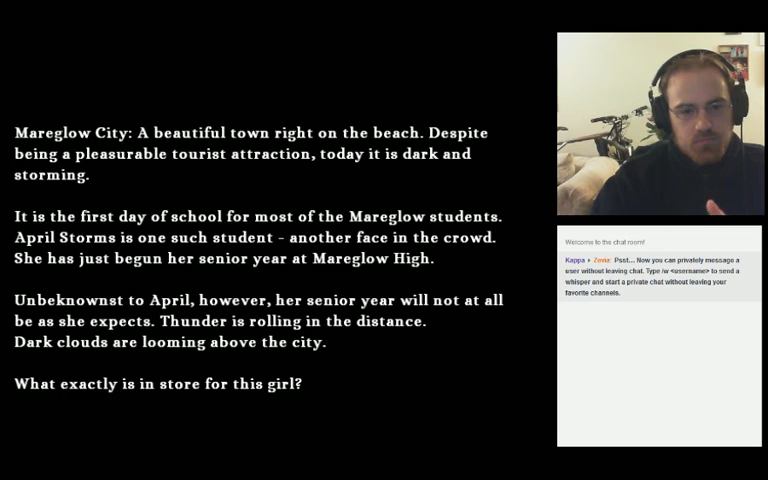 Mareglow City: A beautiful town right on the beach. Despite
being a pleasurable tourist attraction, today it is dark and
storming.
It is the first day of school for most of the Mareglow students.
April Storms is one such student - another face in the crowd.
She has just begun her senior year at Mareglow High.
Unbeknownst to April, however, her senior year will not at all
be as she expects. Thunder is rolling in the distance.
Dark clouds are looming above the city.
What exactly is in store for this girl?
Welcome to the chat room!
Kappa ▸ Zevia: Psst... Now you can privately message a
user without leaving chat. Type /w <username> to send a
whisper and start a private chat without leaving your
favorite channels.